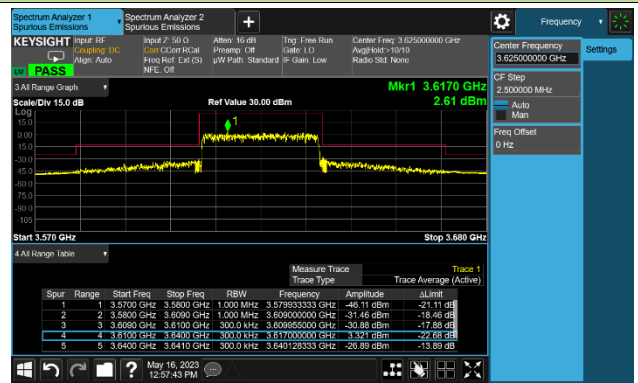 Spectrum Analyzer 1
Spurious Emissions
Spectrum Analyzer 2
Spurious Emissions
+
Frequency
KEYSIGHT
Input: RF
Coupling: DC
Align: Auto
Input Z: 50 Ω
Corr CCorr RCal
Freq Ref: Ext (S)
NFE: Off
Atten: 16 dB
Preamp: Off
µW Path: Standard
Trig: Free Run
Gate: LO
IF Gain: Low
Center Freq: 3.625000000 GHz
Avg|Hold:>10/10
Radio Std: None
PASS
Center Frequency
3.625000000 GHz
Settings
CF Step
2.500000 MHz
Auto
Man
Freq Offset
0 Hz
3 All Range Graph
Mkr1 3.6170 GHz
2.61 dBm
Scale/Div 15.0 dB
Ref Value 30.00 dBm
Log
15.0
0.00
-15.0
-30.0
-45.0
-60.0
-75.0
-90.0
-105
1
Start 3.570 GHz
Stop 3.680 GHz
4 All Range Table
Measure Trace
Trace 1
Trace Type
Trace Average (Active)
Spur Range Start Freq Stop Freq RBW Frequency Amplitude ΔLimit
1 1 3.5700 GHz 3.5800 GHz 1.000 MHz 3.579933333 GHz -46.11 dBm -21.11 dB
2 2 3.5800 GHz 3.6090 GHz 1.000 MHz 3.609000000 GHz -31.46 dBm -18.46 dB
3 3 3.6090 GHz 3.6100 GHz 300.0 kHz 3.609955000 GHz -30.88 dBm -17.88 dB
4 4 3.6100 GHz 3.6400 GHz 300.0 kHz 3.617000000 GHz 3.321 dBm -22.68 dB
5 5 3.6400 GHz 3.6410 GHz 300.0 kHz 3.640128333 GHz -26.89 dBm -13.89 dB
?
May 16, 2023
12:57:43 PM